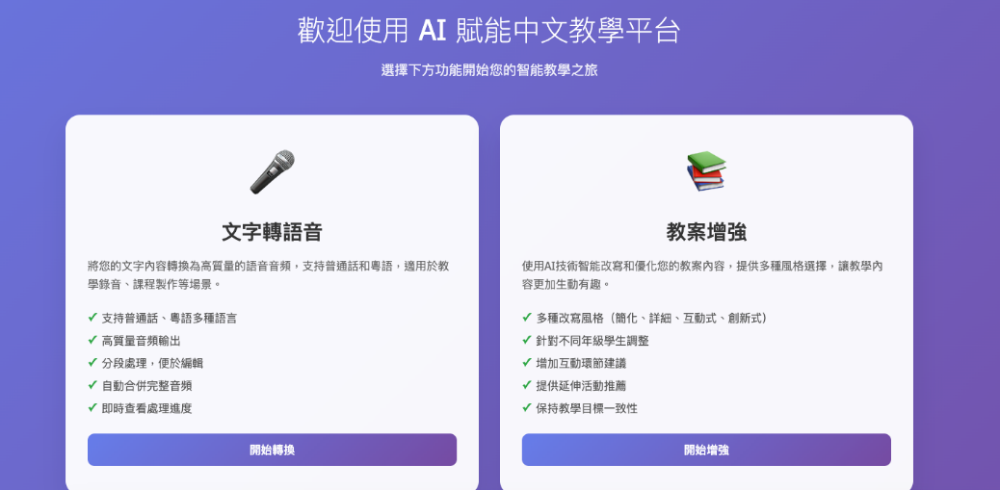 歡迎使用 AI 賦能中文教學平台
選擇下方功能開始您的智能教學之旅
文字轉語音
將您的文字內容轉換為高質量的語音音頻，支持普通話和粵語，適用於教
學錄音、課程製作等場景。
✓ 支持普通話、粵語多種語言
✓ 高質量音頻輸出
✓ 分段處理，便於編輯
✓ 自動合併完整音頻
✓ 即時查看處理進度
開始轉換
教案增強
使用AI技術智能改寫和優化您的教案內容，提供多種風格選擇，讓教學內
容更加生動有趣。
✓ 多種改寫風格（簡化、詳細、互動式、創新式）
✓ 針對不同年級學生調整
✓ 增加互動環節建議
✓ 提供延伸活動推薦
✓ 保持教學目標一致性
開始增強